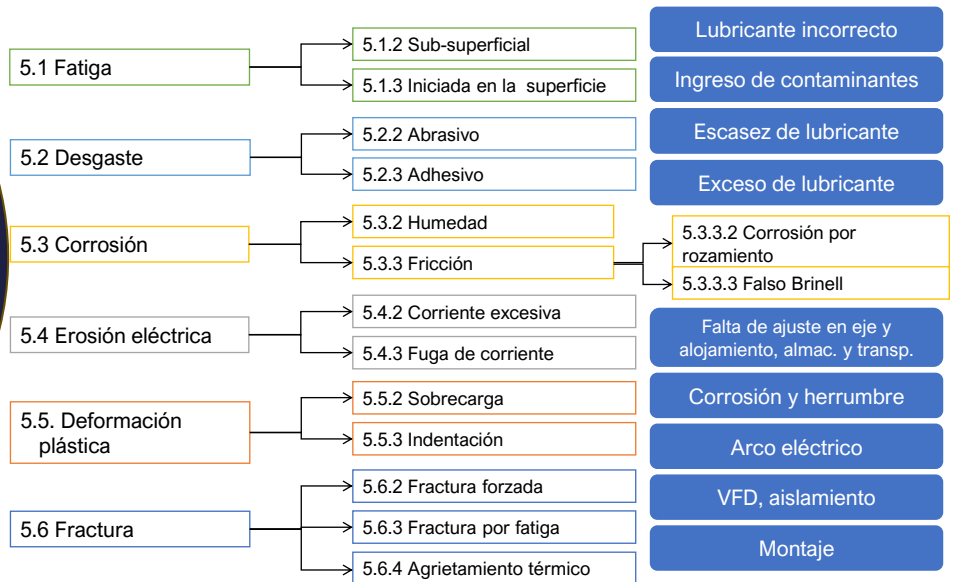 5.1 Fatiga
5.1.2 Sub-superficial
5.1.3 Iniciada en la superficie
5.2 Desgaste
5.2.2 Abrasivo
5.2.3 Adhesivo
5.3 Corrosión
5.3.2 Humedad
5.3.3 Fricción
5.3.3.2 Corrosión por
rozamiento
5.3.3.3 Falso Brinell
5.4 Erosión eléctrica
5.4.2 Corriente excesiva
5.4.3 Fuga de corriente
5.5. Deformación
plástica
5.5.2 Sobrecarga
5.5.3 Indentación
5.6 Fractura
5.6.2 Fractura forzada
5.6.3 Fractura por fatiga
5.6.4 Agrietamiento térmico
Lubricante incorrecto
Ingreso de contaminantes
Escasez de lubricante
Exceso de lubricante
Falta de ajuste en eje y
alojamiento, almac. y transp.
Corrosión y herrumbre
Arco eléctrico
VFD, aislamiento
Montaje